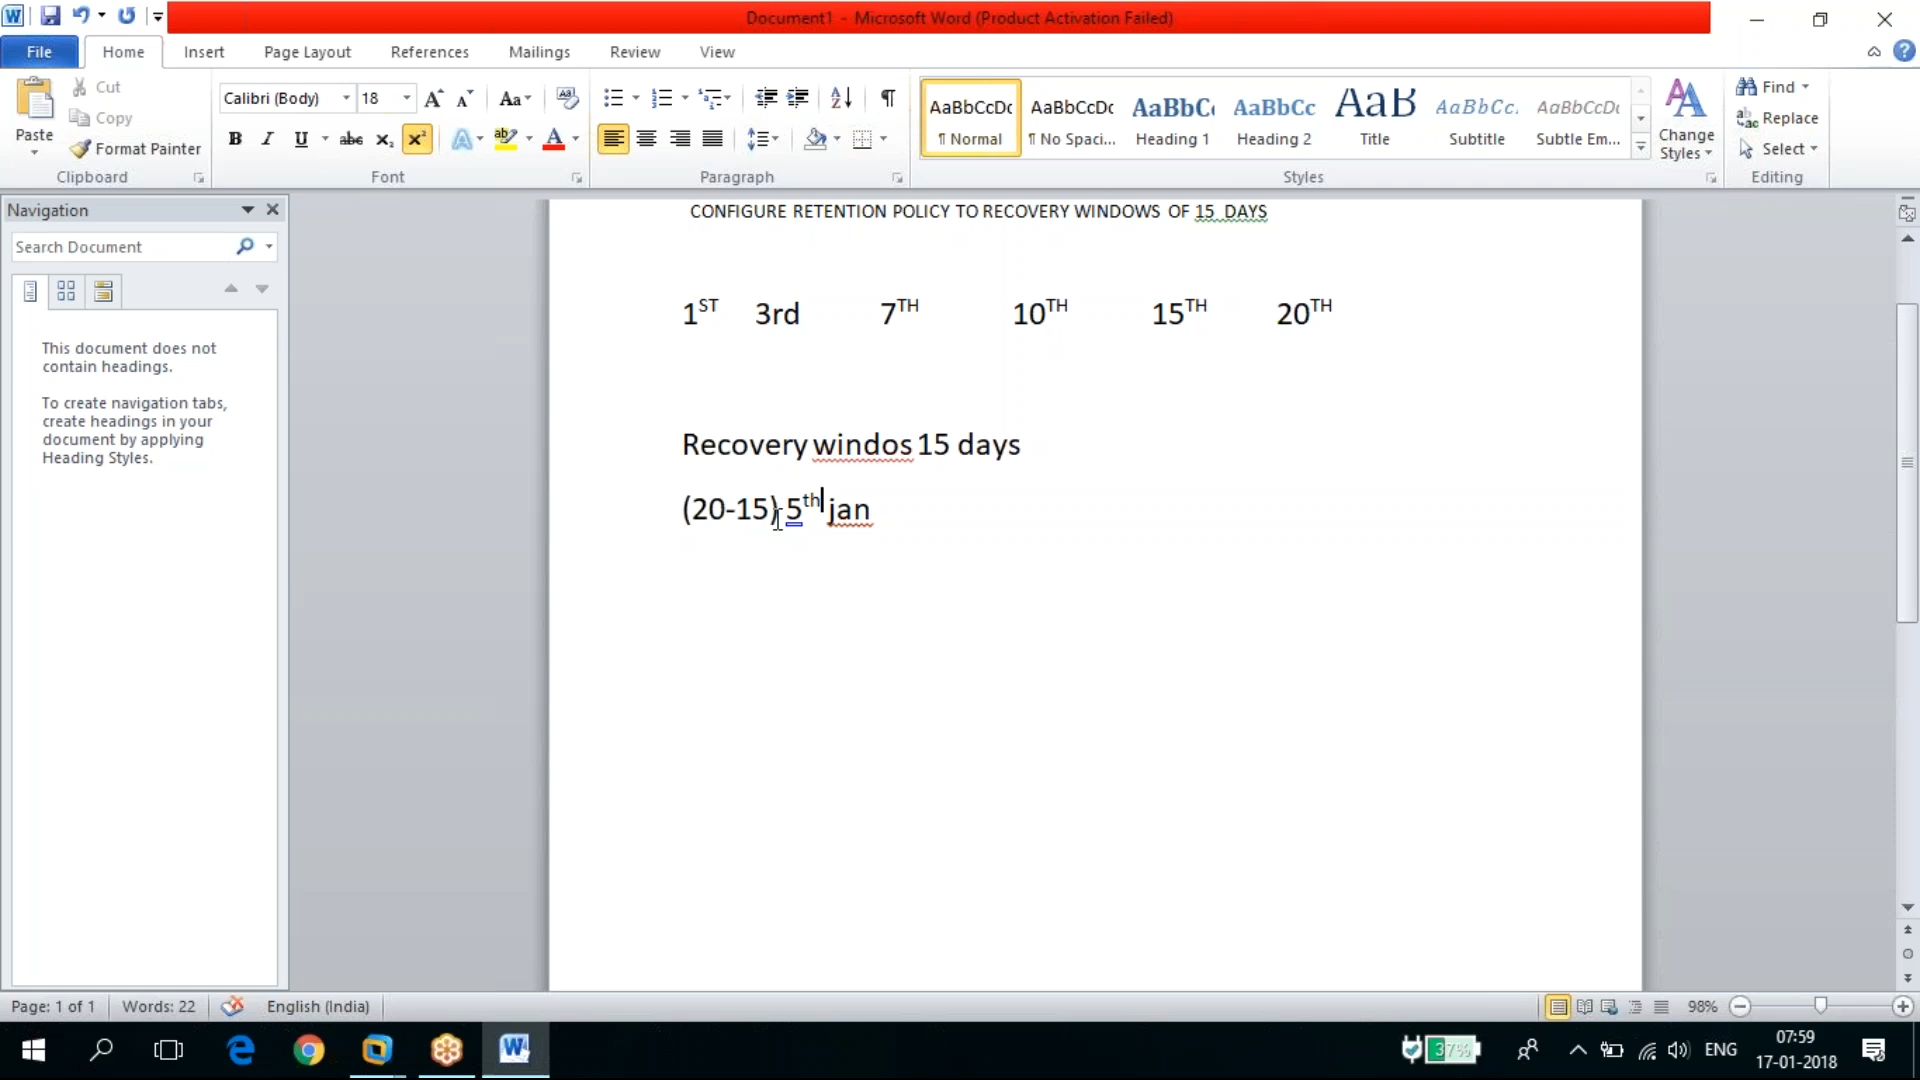 Document1 - Microsoft Word (Product Activation Failed)
File Home Insert Page Layout References Mailings Review View
Paste
Cut
Copy
Format Painter
Clipboard
Calibri (Body) 18
Font
Paragraph
AaBbCcDc AaBbCcDc AaBbC( AaBbCc AaB AaBbCc. AaBbCcDc
¶ Normal ¶ No Spaci... Heading 1 Heading 2 Title Subtitle Subtle Em...
Styles
Change
Styles
Find
Replace
Select
Editing
Navigation
Search Document
This document does not
contain headings.
To create navigation tabs,
create headings in your
document by applying
Heading Styles.
CONFIGURE RETENTION POLICY TO RECOVERY WINDOWS OF 15 DAYS
1ST 3rd 7TH 10TH 15TH 20TH
Recovery windos 15 days
(20-15) 5th jan
Page: 1 of 1 Words: 22 English (India) 98%
37% ENG 07:59
17-01-2018